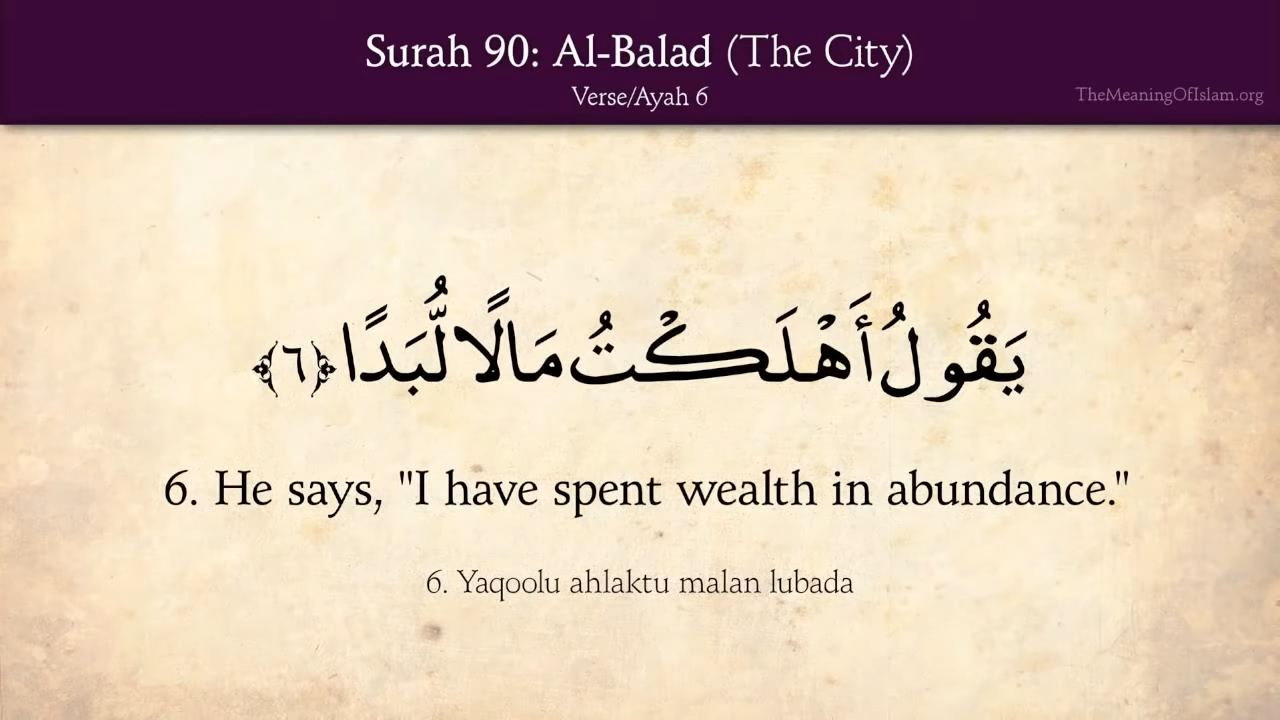 Surah 90: Al-Balad (The City)
Verse/Ayah 6
TheMeaningOfIslam.org
يَقُولُ أَهْلَكْتُ مَالًا لُّبَدًا ﴿٦﴾
6. He says, "I have spent wealth in abundance."
6. Yaqoolu ahlaktu malan lubada